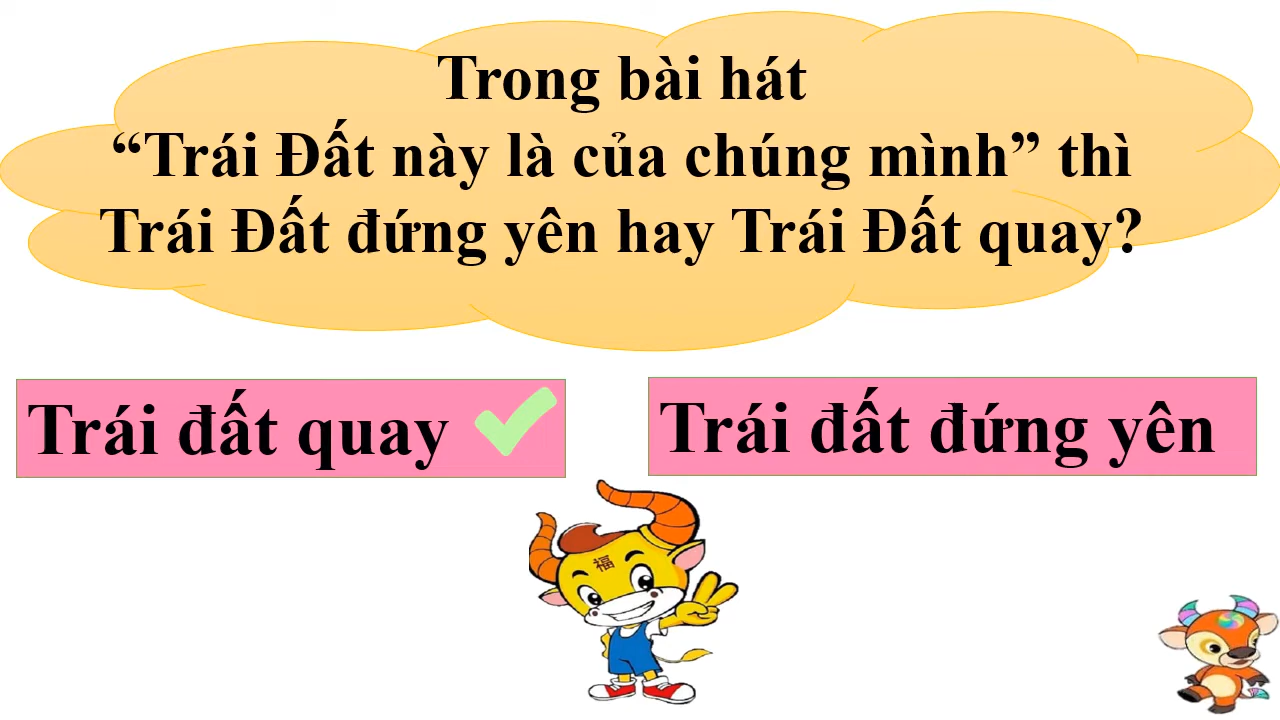 Trong bài hát
“Trái Đất này là của chúng mình” thì
Trái Đất đứng yên hay Trái Đất quay?
Trái đất quay
Trái đất đứng yên
福